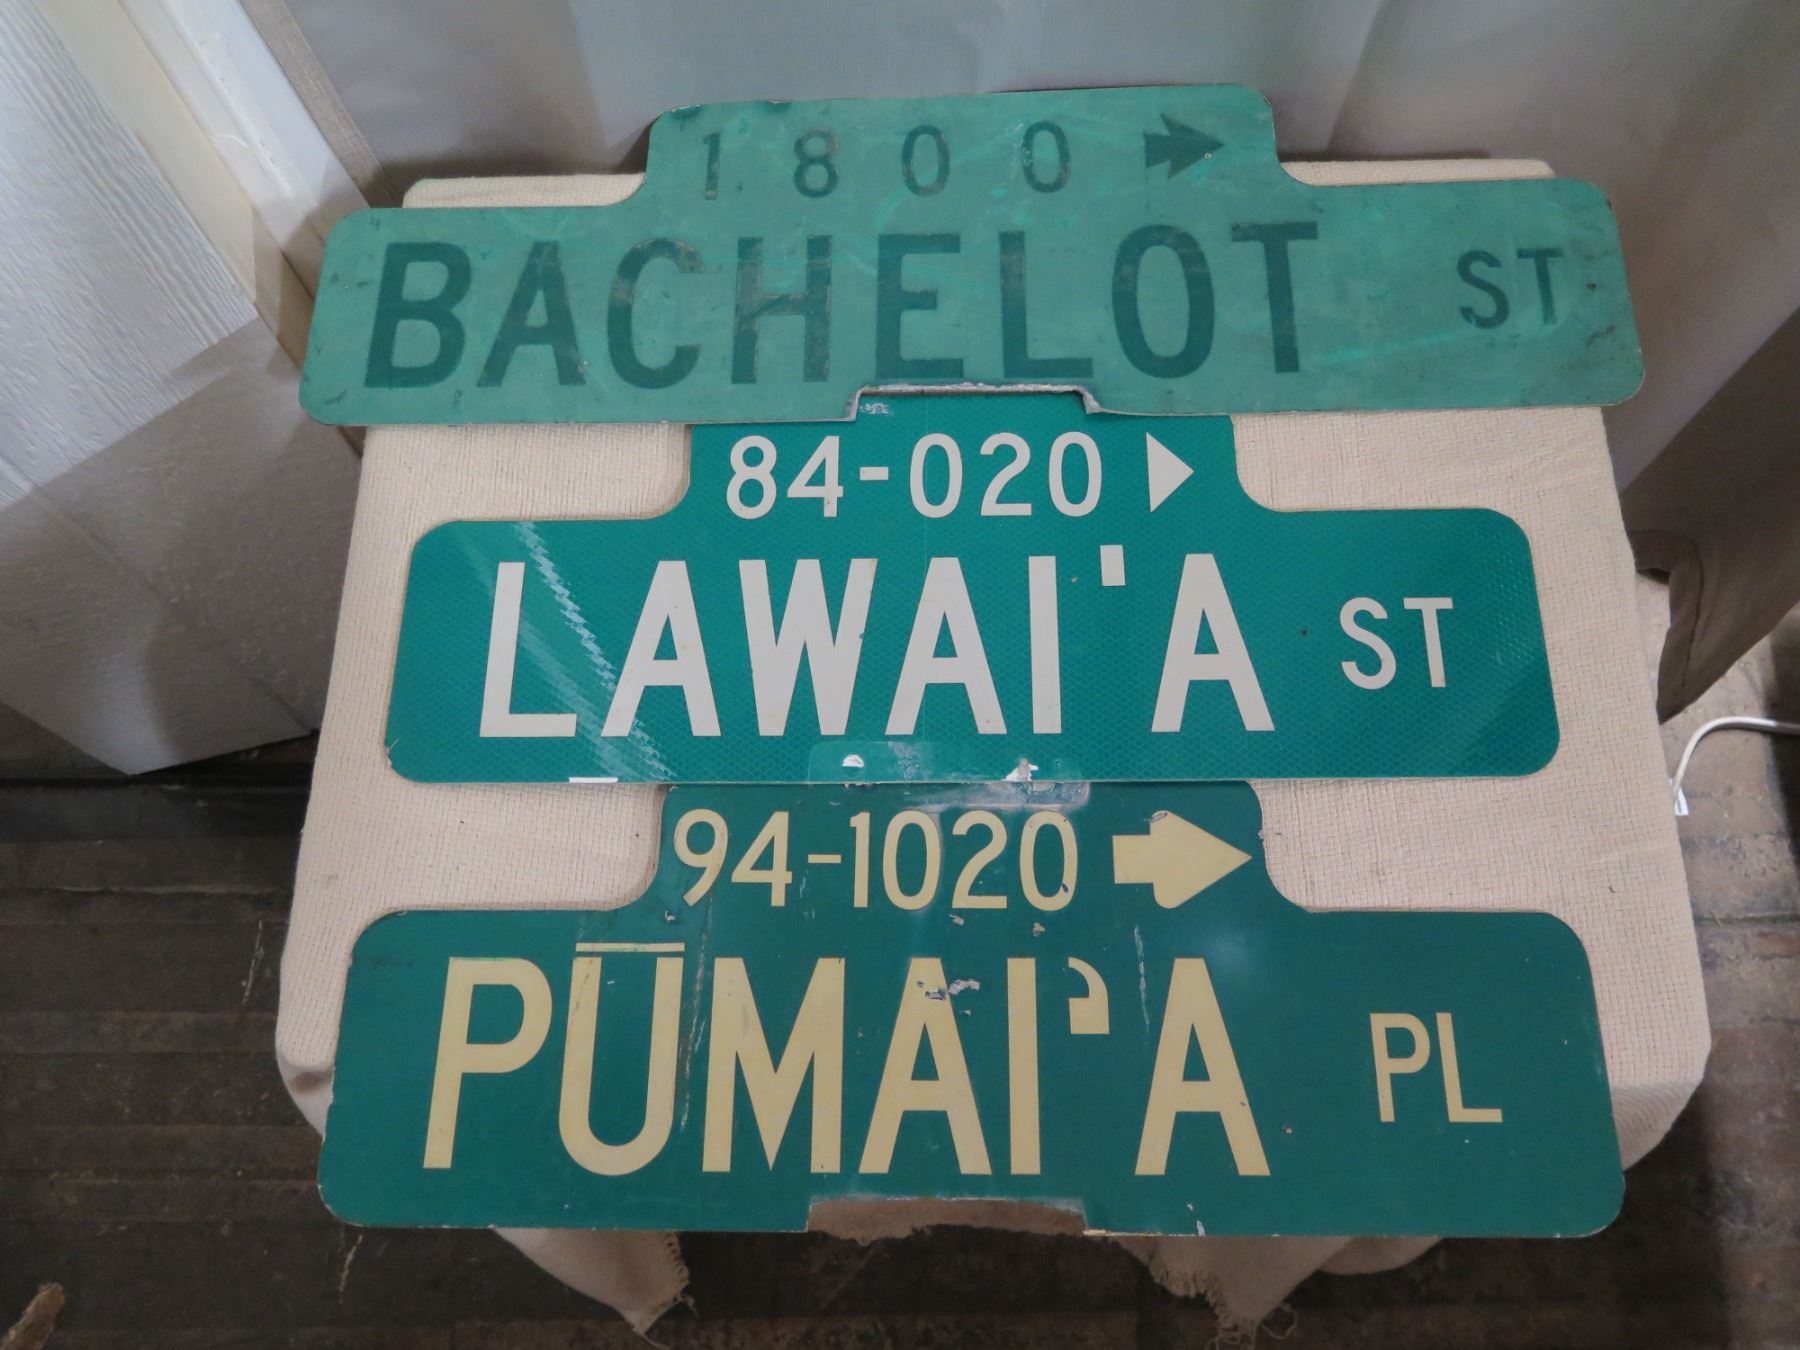 1800
BACHELOT ST
84-020
LAWAI'A ST
94-1020
PŪMAI‘A PL